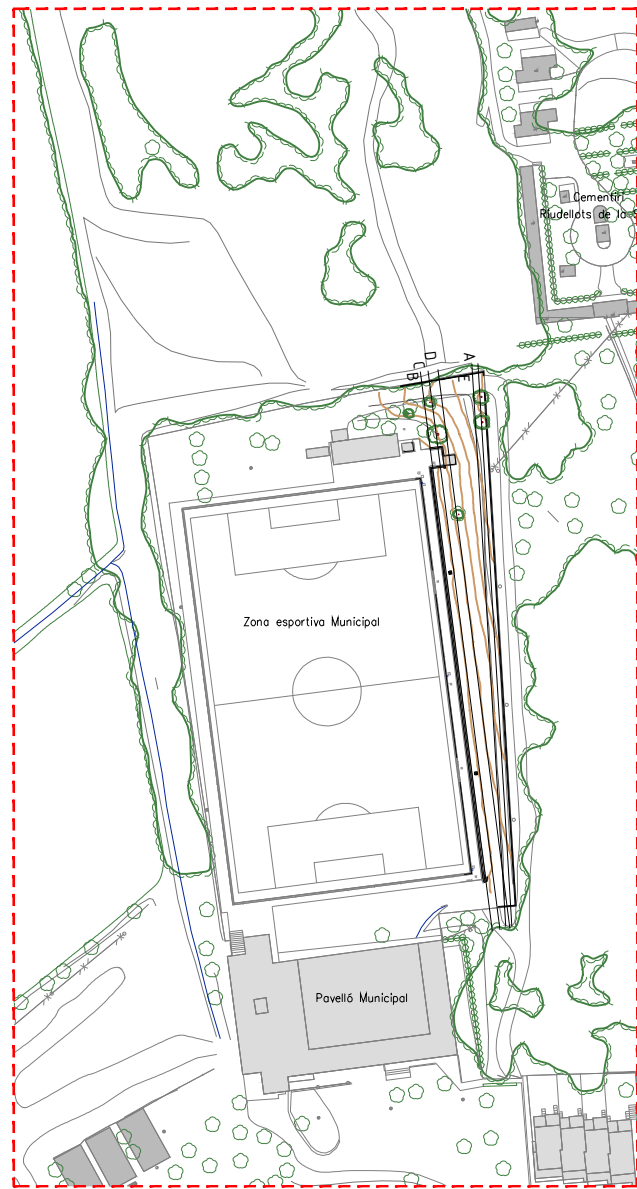 Cementiri
Riudellots de la S
A
D
C
B
E
Zona esportiva Municipal
Pavelló Municipal